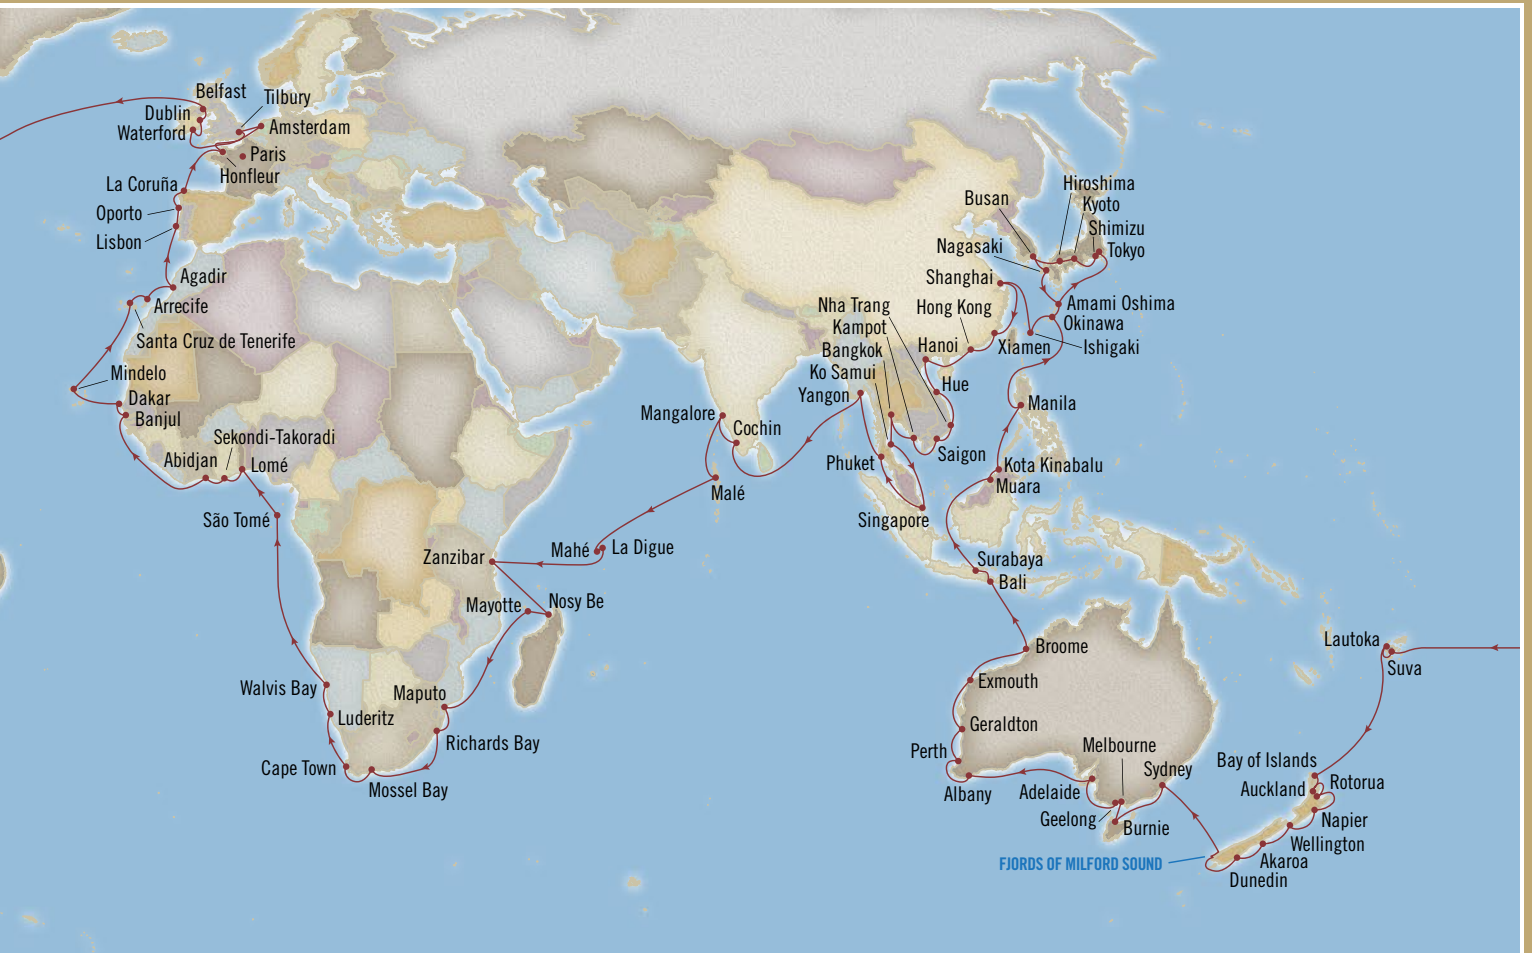 Belfast
Tilbury
Dublin
Waterford
Amsterdam
Paris
Honfleur
La Coruña
Oporto
Lisbon
Agadir
Arrecife
Santa Cruz de Tenerife
Mindelo
Dakar
Banjul
Sekondi-Takoradi
Abidjan
Lomé
São Tomé
Walvis Bay
Luderitz
Cape Town
Mossel Bay
Richards Bay
Maputo
Mayotte
Nosy Be
Zanzibar
Mahé
La Digue
Malé
Mangalore
Cochin
Yangon
Ko Samui
Bangkok
Kampot
Nha Trang
Phuket
Singapore
Saigon
Hue
Hanoi
Hong Kong
Xiamen
Shanghai
Nagasaki
Busan
Hiroshima
Kyoto
Shimizu
Tokyo
Amami Oshima
Okinawa
Ishigaki
Manila
Kota Kinabalu
Muara
Surabaya
Bali
Broome
Exmouth
Geraldton
Perth
Albany
Adelaide
Melbourne
Geelong
Burnie
Sydney
FJORDS OF MILFORD SOUND
Dunedin
Akaroa
Wellington
Napier
Rotorua
Auckland
Bay of Islands
Lautoka
Suva